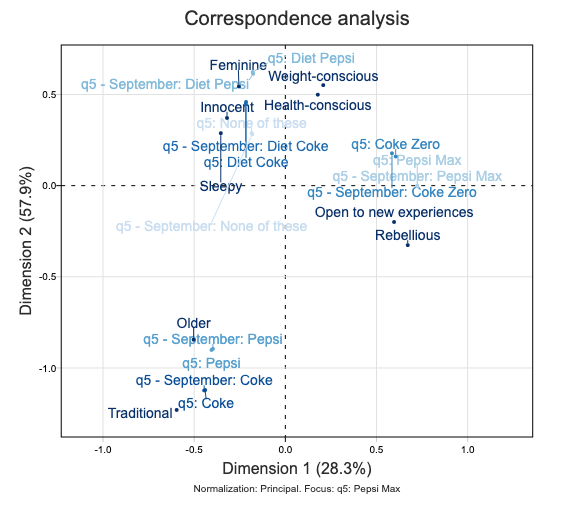 Correspondence analysis
q5: Diet Pepsi
Feminine
Weight-conscious
q5 - September: Diet Pepsi
0.5
Innocent
Health-conscious
q5: None of these
q5 - September: Diet Coke
q5: Coke Zero
q5: Diet Coke
q5: Pepsi Max
q5 - September: Pepsi Max
0.0
Sleepy
q5 - September: Coke Zero
Open to new experiences
q5 - September: None of these
Rebellious
-0.5
Older
q5 - September: Pepsi
q5: Pepsi
-1.0
q5 - September: Coke
q5: Coke
Traditional
Dimension 2 (57.9%)
-1.0
-0.5
0.0
0.5
1.0
Dimension 1 (28.3%)
Normalization: Principal. Focus: q5: Pepsi Max